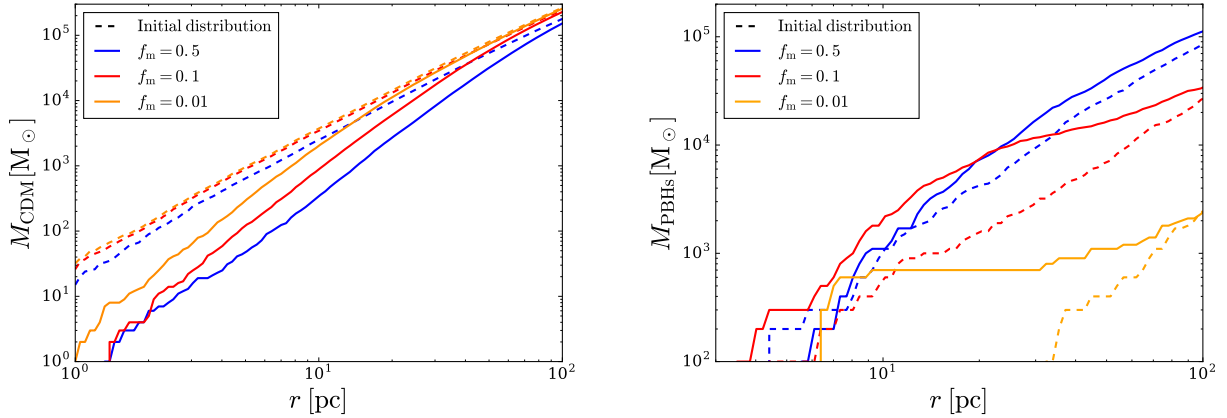 Initial distribution
f_m = 0.5
f_m = 0.1
f_m = 0.01
M_CDM [M_⊙]
10^5
10^4
10^3
10^2
10^1
10^0
10^0 10^1 10^2
r [pc]
Initial distribution
f_m = 0.5
f_m = 0.1
f_m = 0.01
M_PBHs [M_⊙]
10^5
10^4
10^3
10^2
10^1 10^2
r [pc]